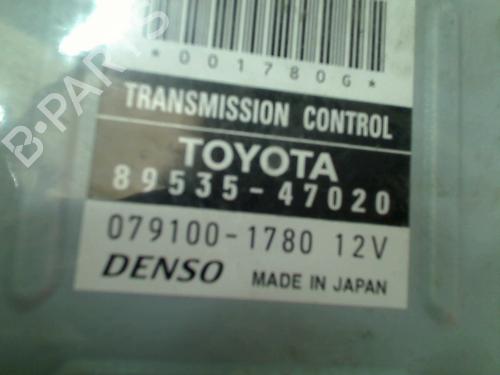 *001780G*
TRANSMISSION CONTROL
TOYOTA
89535-47020
079100-1780 12V
DENSO MADE IN JAPAN
B-PARTS